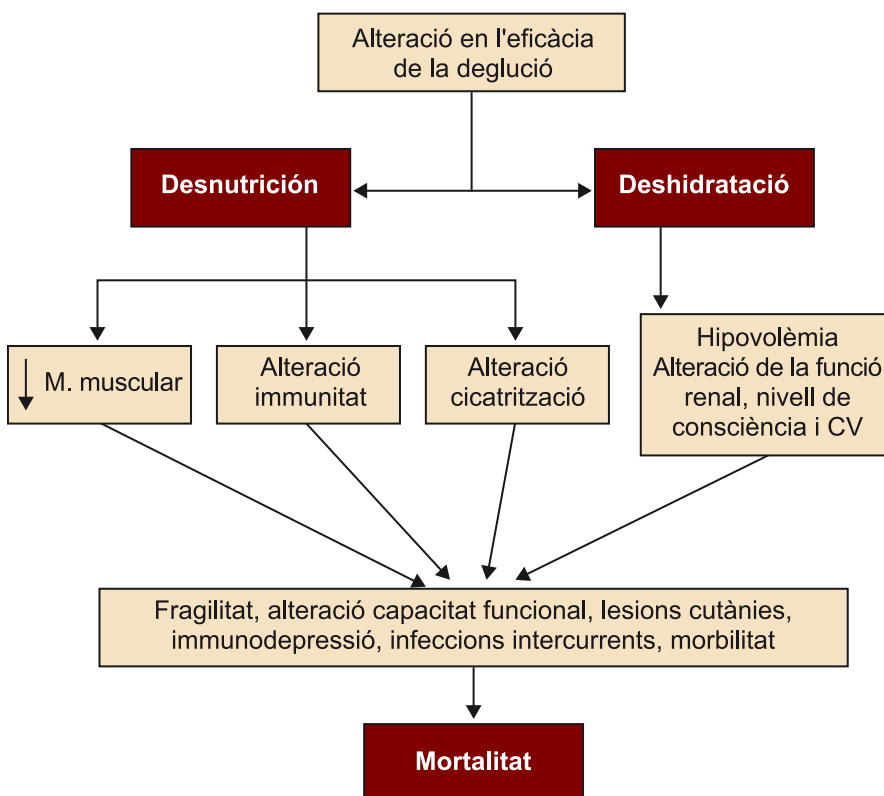 Alteració en l'eficàcia
de la deglució
Desnutrición
Deshidratació
M. muscular
Alteració
immunitat
Alteració
cicatrització
Hipovolèmia
Alteració de la funció
renal, nivell de
consciència i CV
Fragilitat, alteració capacitat funcional, lesions cutànies,
immunodepressió, infeccions intercurrents, morbilitat
Mortalitat